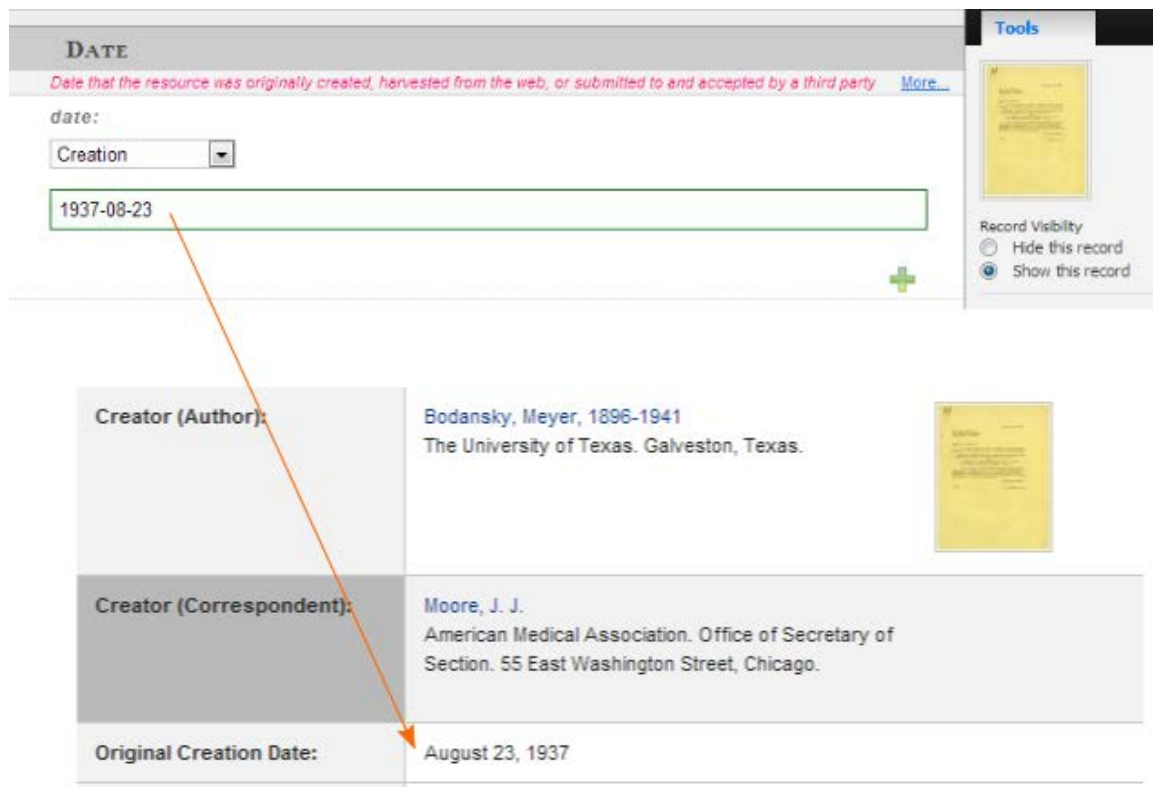 Tools
DATE
Date that the resource was originally created, harvested from the web, or submitted to and accepted by a third party More...
date:
Creation
1937-08-23
Record Visibility
Hide this record
Show this record
Creator (Author):
Bodansky, Meyer, 1896-1941
The University of Texas. Galveston, Texas.
Creator (Correspondent):
Moore, J. J.
American Medical Association. Office of Secretary of
Section. 55 East Washington Street, Chicago.
Original Creation Date:
August 23, 1937